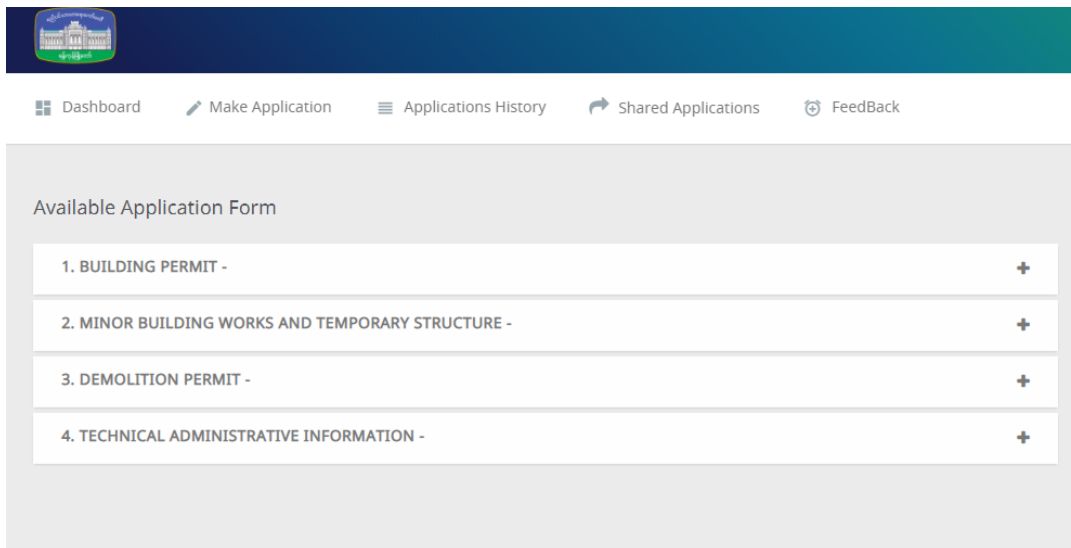 Dashboard
Make Application
Applications History
Shared Applications
FeedBack
Available Application Form
1. BUILDING PERMIT -
2. MINOR BUILDING WORKS AND TEMPORARY STRUCTURE -
3. DEMOLITION PERMIT -
4. TECHNICAL ADMINISTRATIVE INFORMATION -